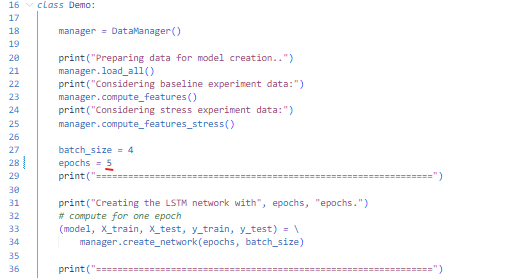 16 class Demo:
17
18 manager = DataManager()
19
20 print("Preparing data for model creation..")
21 manager.load_all()
22 print("Considering baseline experiment data:")
23 manager.compute_features()
24 print("Considering stress experiment data:")
25 manager.compute_features_stress()
26
27 batch_size = 4
28 epochs = 5
29 print("=================================================================")
30
31 print("Creating the LSTM network with", epochs, "epochs.")
32 # compute for one epoch
33 (model, X_train, X_test, y_train, y_test) = \
34 manager.create_network(epochs, batch_size)
35
36 print("=================================================================")